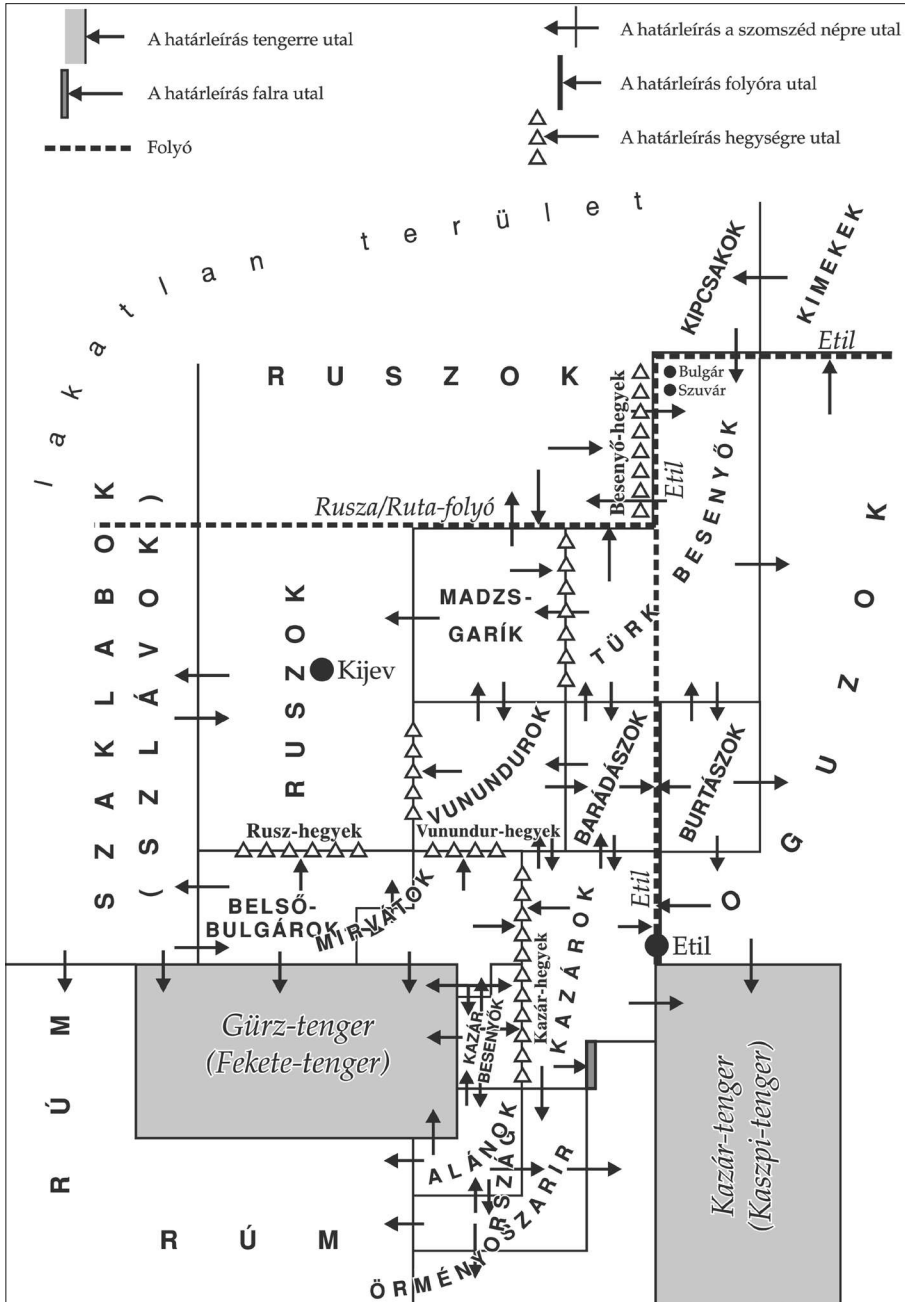 A határleírás tengerre utal
A határleírás a szomszéd népre utal
A határleírás falra utal
A határleírás folyóra utal
Folyó
A határleírás hegységre utal
lakatlan terület
KIPCSAKOK
KIMEKEK
Etil
RUSZOK
Bulgár
Szuvár
Besenyő-hegyek
Etil
Rusza/Ruta-folyó
TÜRK BESENYŐK
OGUZOK
SZAKLABOK
(SZLÁVOK)
RUSZOK
MADZS-
GARÍK
Kijev
VUNUNDUROK
BARÁDÁSZOK
BURTÁSZOK
Rusz-hegyek
Vunundur-hegyek
BELSŐ-
BULGÁROK
MIRVÁTOK
KAZÁROK
Kazár-hegyek
Etil
Etil
Gürz-tenger
(Fekete-tenger)
KAZÁR
BESENYŐK
Kazár-tenger
(Kaszpi-tenger)
RÚM
RÚM
ALÁNOK
SZARIR
ÖRMÉNYORSZÁG